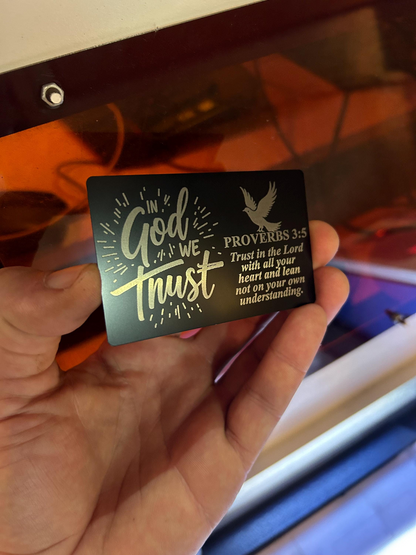 IN
God
WE
Trust
PROVERBS 3:5
Trust in the Lord
with all your
heart and lean
not on your own
understanding.